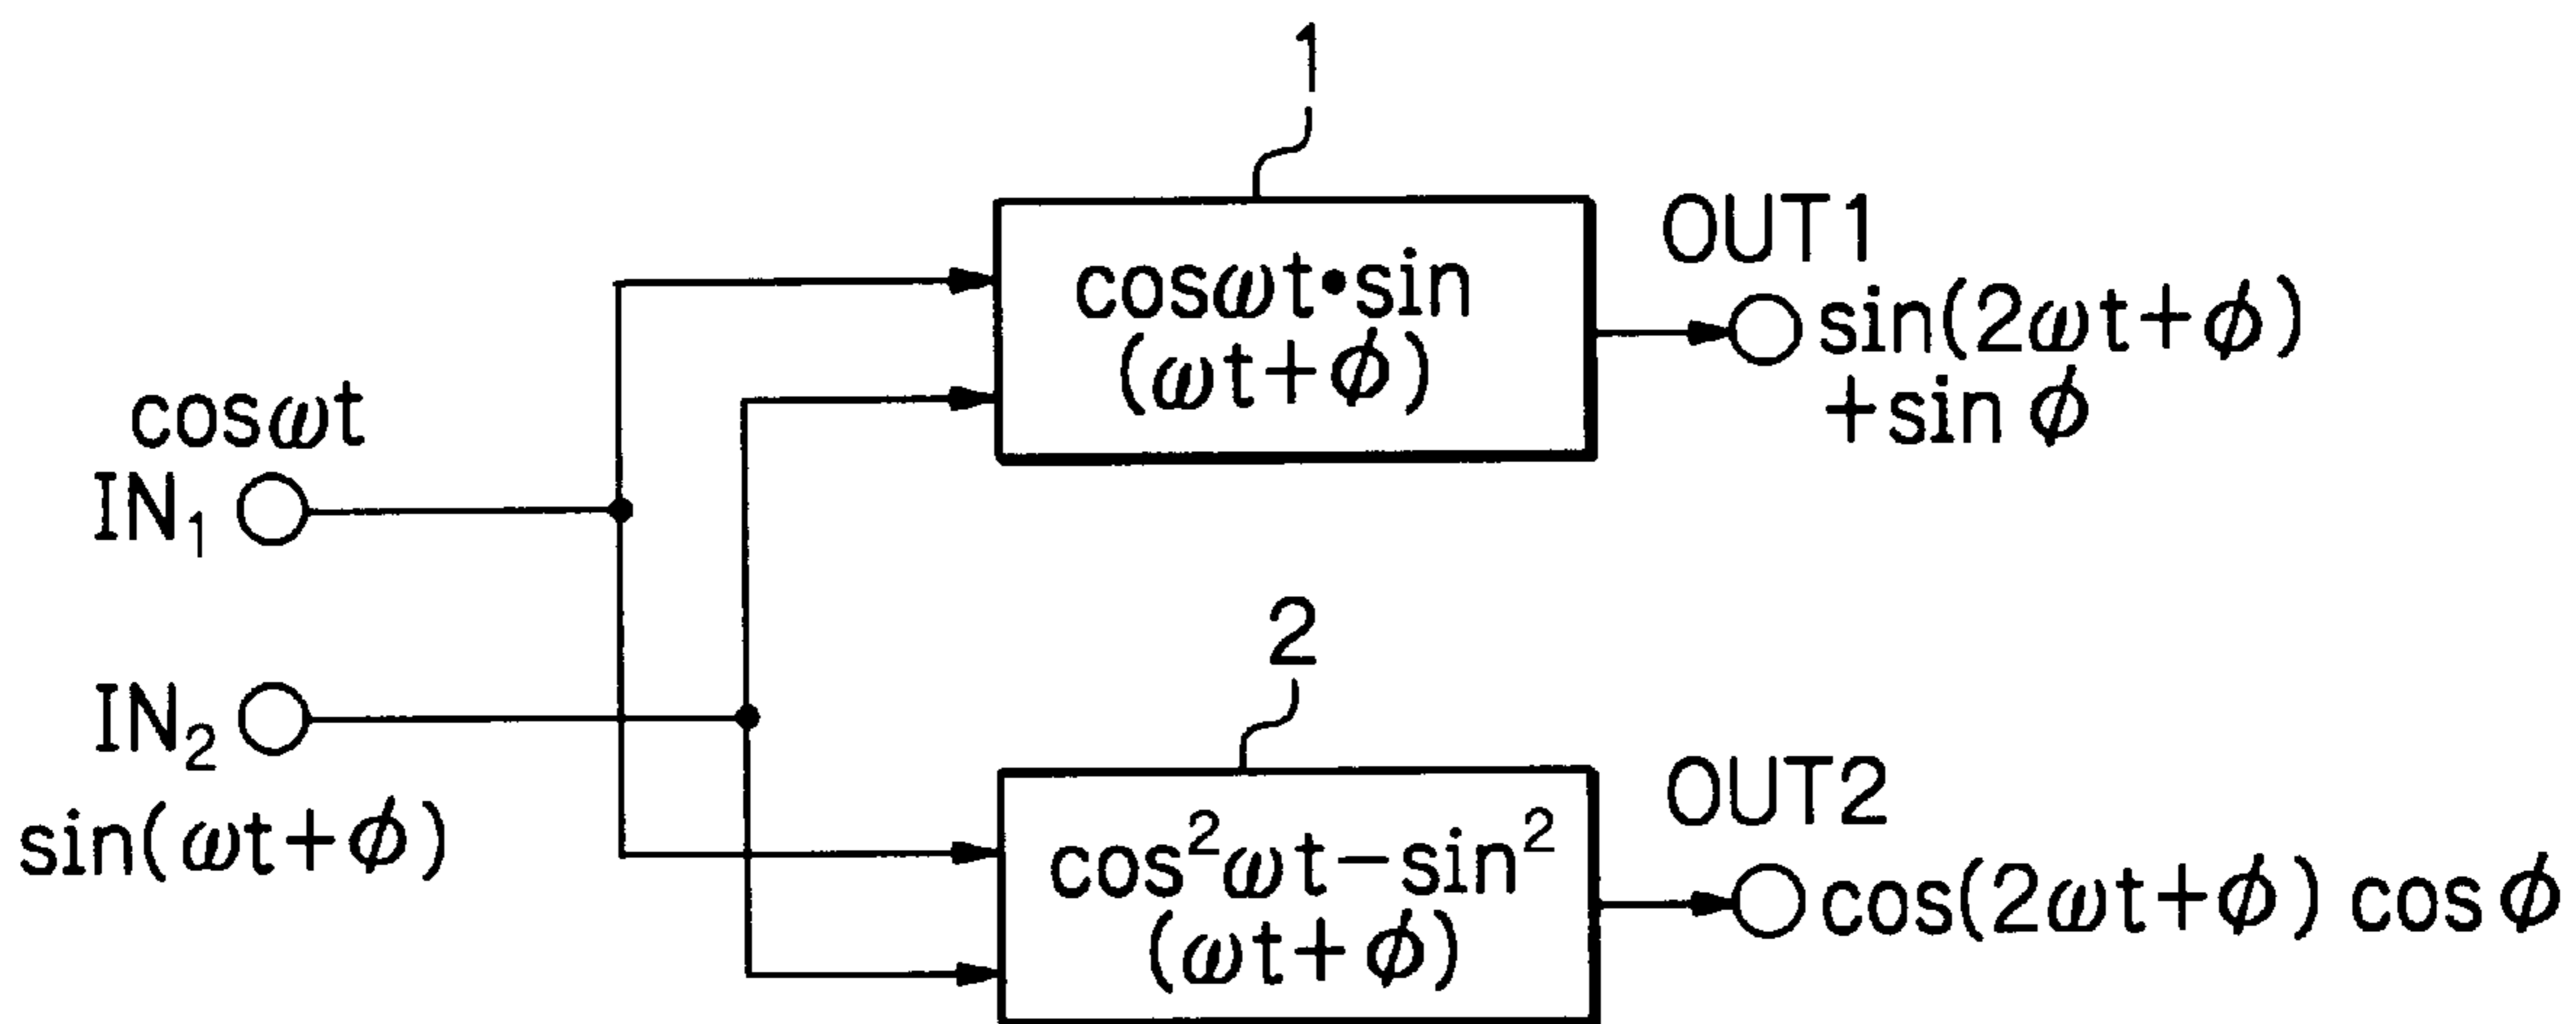 1
cosωt•sin
(ωt+ϕ)
OUT1
sin(2ωt+ϕ)
+sin ϕ
cosωt
IN₁
IN₂
sin(ωt+ϕ)
2
cos²ωt−sin²
(ωt+ϕ)
OUT2
cos(2ωt+ϕ) cos ϕ